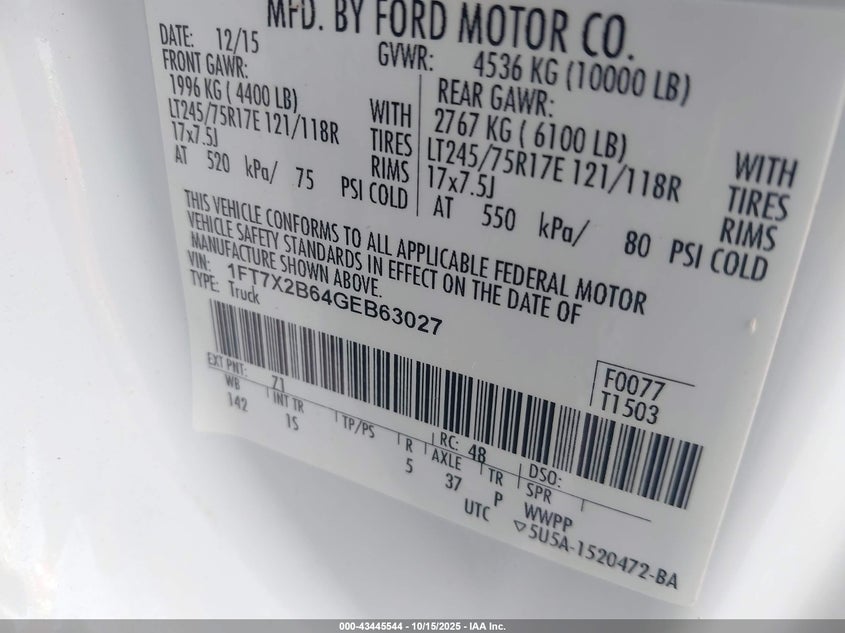 MFD. BY FORD MOTOR CO.
DATE: 12/15
GVWR: 4536 KG (10000 LB)
FRONT GAWR:
1996 KG ( 4400 LB)
LT245/75R17E 121/118R
17x7.5J
AT 520 kPa/ 75 PSI COLD
WITH
TIRES
RIMS
REAR GAWR:
2767 KG ( 6100 LB)
LT245/75R17E 121/118R
17x7.5J
AT 550 kPa/ 80 PSI COLD
WITH
TIRES
RIMS
THIS VEHICLE CONFORMS TO ALL APPLICABLE FEDERAL MOTOR
VEHICLE SAFETY STANDARDS IN EFFECT ON THE DATE OF
MANUFACTURE SHOWN ABOVE.
VIN: 1FT7X2B64GEB63027
TYPE: Truck
F0077
T1503
EXT PNT: 71
RC: 48
DSO:
WB INT TR TP/PS R AXLE TR SPR
142 1S 5 37 P WWPP
UTC ▽5U5A-1520472-BA
000-43445544 - 10/15/2025 - IAA Inc.